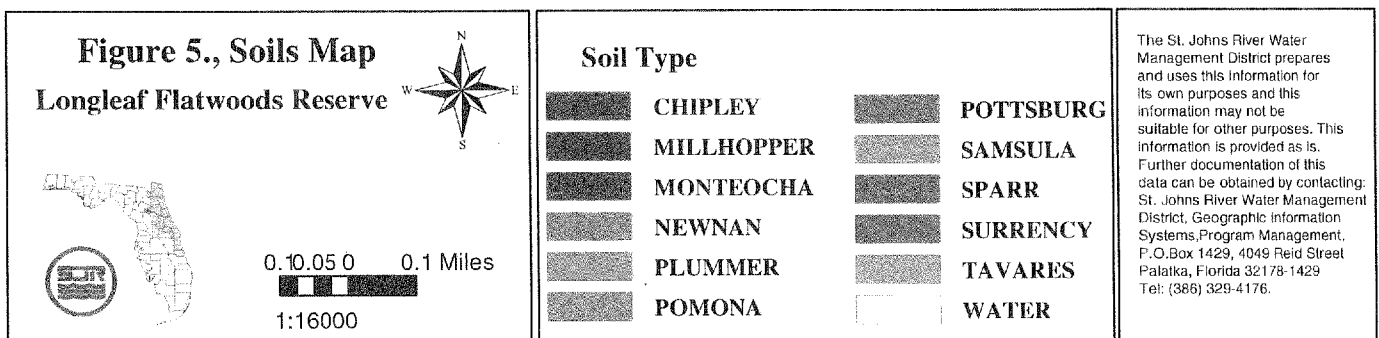 Figure 5., Soils Map
Longleaf Flatwoods Reserve
N
W
E
S
SJR
0.10.05 0 0.1 Miles
1:16000
Soil Type
CHIPLEY
MILLHOPPER
MONTEOCHA
NEWNAN
PLUMMER
POMONA
POTTSBURG
SAMSULA
SPARR
SURRENCY
TAVARES
WATER
The St. Johns River Water
Management District prepares
and uses this information for
its own purposes and this
information may not be
suitable for other purposes. This
information is provided as is.
Further documentation of this
data can be obtained by contacting:
St. Johns River Water Management
District, Geographic Information
Systems,Program Management,
P.O.Box 1429, 4049 Reid Street
Palatka, Florida 32178-1429
Tel: (386) 329-4176.